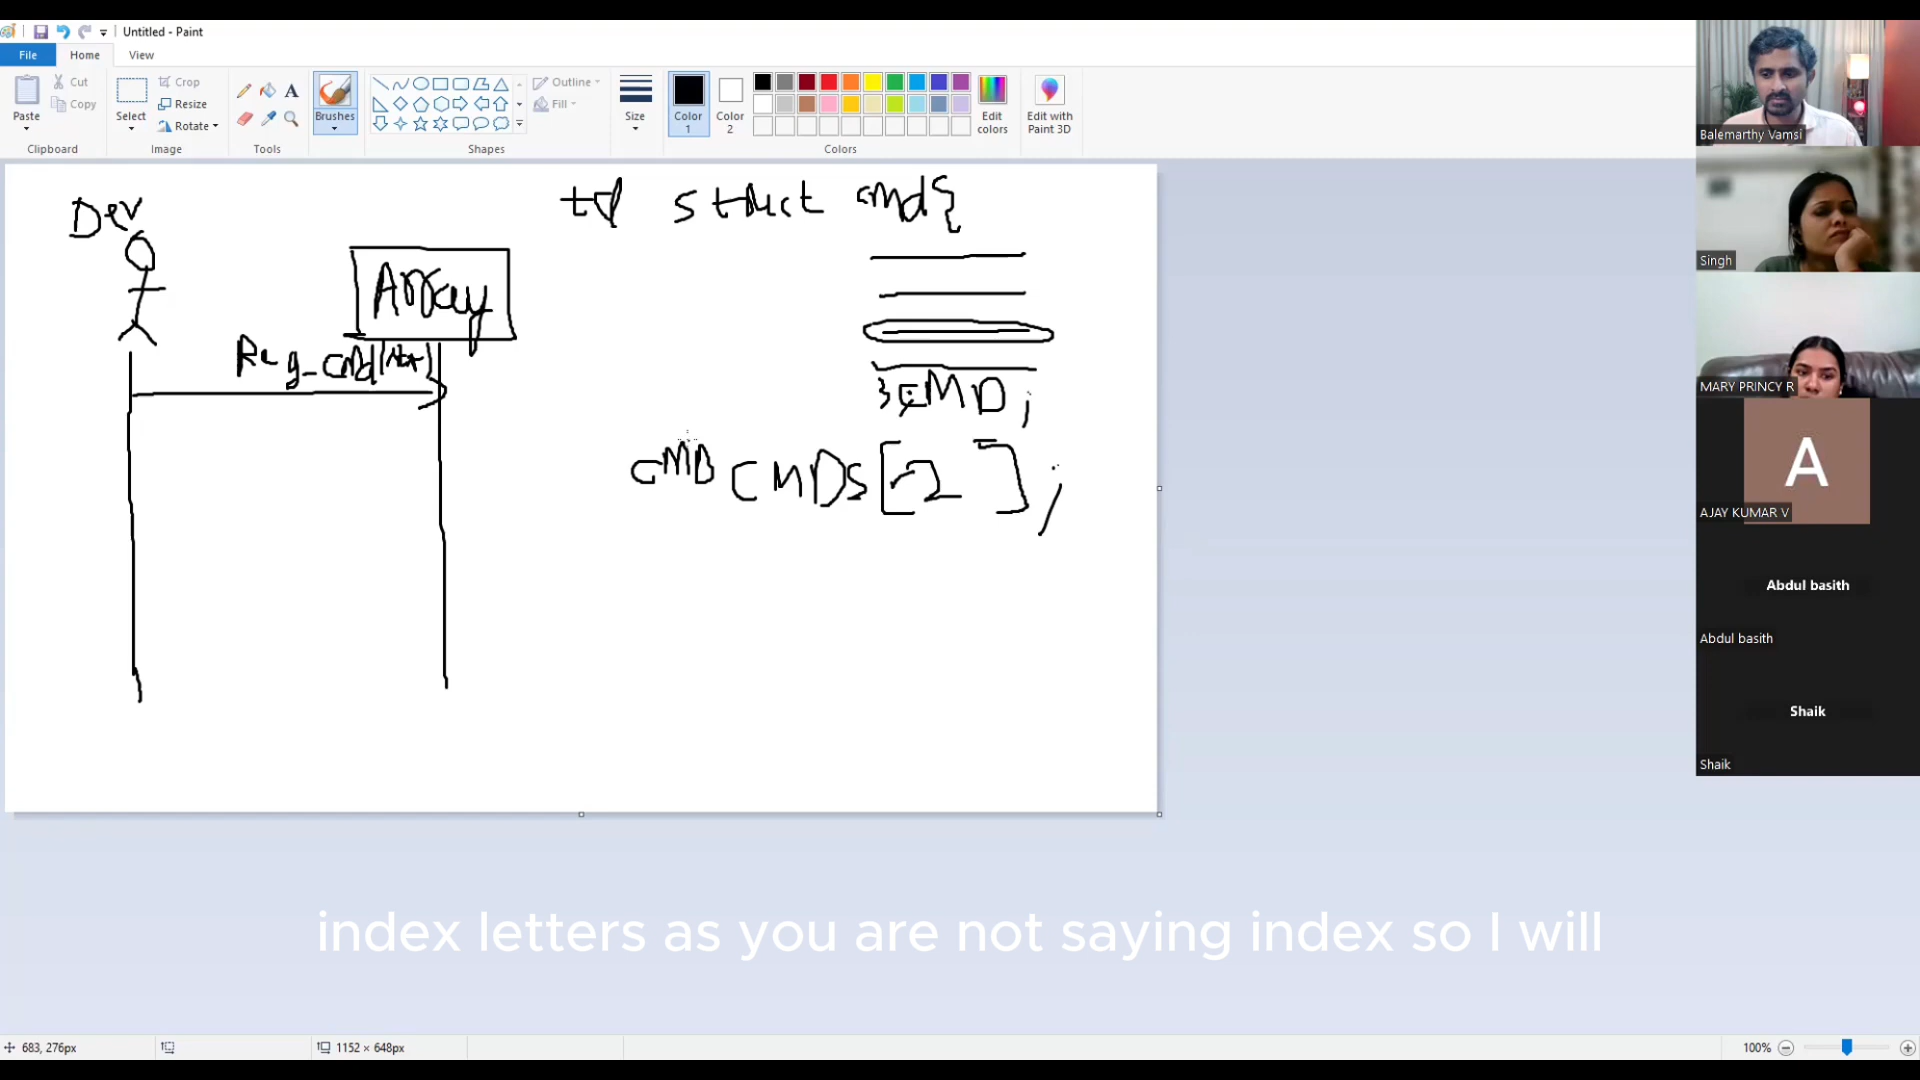 Untitled - Paint
File
Home
View
Paste
Cut
Copy
Clipboard
Select
Crop
Resize
Rotate
Image
Tools
Brushes
Shapes
Outline
Fill
Size
Color 1
Color 2
Edit colors
Colors
Edit with Paint 3D
Dev
Array
td struct cmd{
}CMD;
CMD CMDS[ 2 ];
index letters as you are not saying index so I will
Balemarthy Vamsi
Singh
MARY PRINCY R
A
AJAY KUMAR V
Abdul basith
Abdul basith
Shaik
Shaik
683, 276px
1152 × 648px
100%